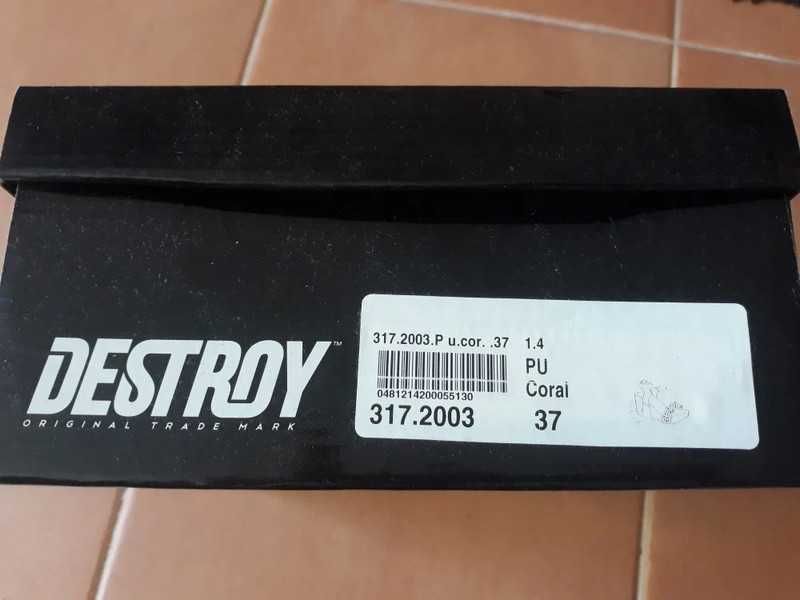 DESTROY™
ORIGINAL TRADE MARK
317.2003.P u.cor. .37 1.4
PU
Coral
0481214200055130
317.2003 37